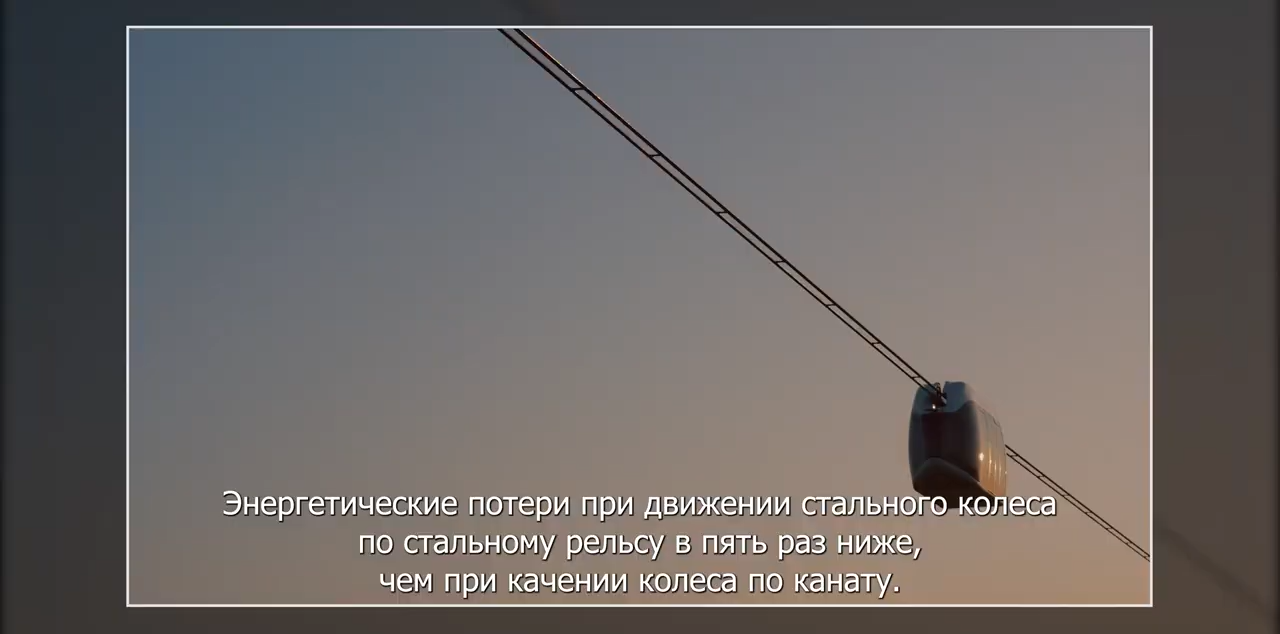 Энергетические потери при движении стального колеса
по стальному рельсу в пять раз ниже,
чем при качении колеса по канату.